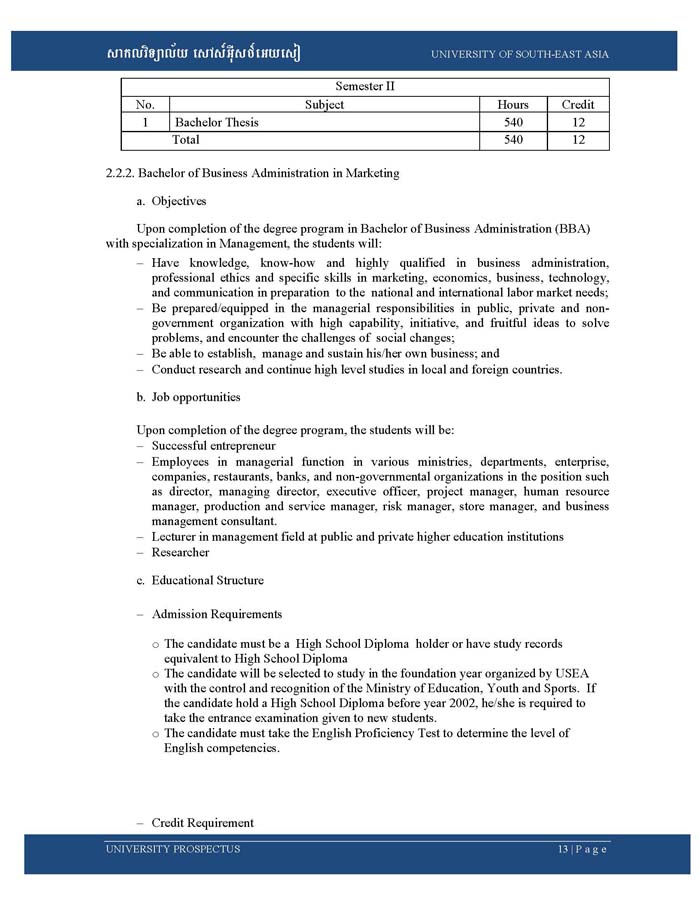 សាកលវិទ្យាល័យ សៅស៍អ៊ីសថ៍អេយសៀ UNIVERSITY OF SOUTH-EAST ASIA
Semester II
No. Subject Hours Credit
1 Bachelor Thesis 540 12
Total 540 12
2.2.2. Bachelor of Business Administration in Marketing
a. Objectives
Upon completion of the degree program in Bachelor of Business Administration (BBA)
with specialization in Management, the students will:
– Have knowledge, know-how and highly qualified in business administration,
professional ethics and specific skills in marketing, economics, business, technology,
and communication in preparation to the national and international labor market needs;
– Be prepared/equipped in the managerial responsibilities in public, private and non-
government organization with high capability, initiative, and fruitful ideas to solve
problems, and encounter the challenges of social changes;
– Be able to establish, manage and sustain his/her own business; and
– Conduct research and continue high level studies in local and foreign countries.
b. Job opportunities
Upon completion of the degree program, the students will be:
– Successful entrepreneur
– Employees in managerial function in various ministries, departments, enterprise,
companies, restaurants, banks, and non-governmental organizations in the position such
as director, managing director, executive officer, project manager, human resource
manager, production and service manager, risk manager, store manager, and business
management consultant.
– Lecturer in management field at public and private higher education institutions
– Researcher
c. Educational Structure
– Admission Requirements
o The candidate must be a High School Diploma holder or have study records
equivalent to High School Diploma
o The candidate will be selected to study in the foundation year organized by USEA
with the control and recognition of the Ministry of Education, Youth and Sports. If
the candidate hold a High School Diploma before year 2002, he/she is required to
take the entrance examination given to new students.
o The candidate must take the English Proficiency Test to determine the level of
English competencies.
– Credit Requirement
UNIVERSITY PROSPECTUS 13 | P a g e